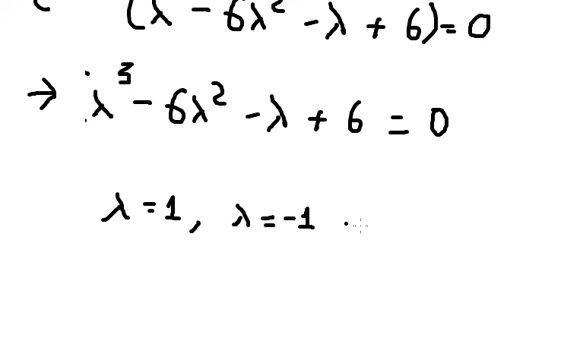 (λ - 6λ² - λ + 6) = 0
→ λ³ - 6λ² - λ + 6 = 0
λ = 1, λ = -1